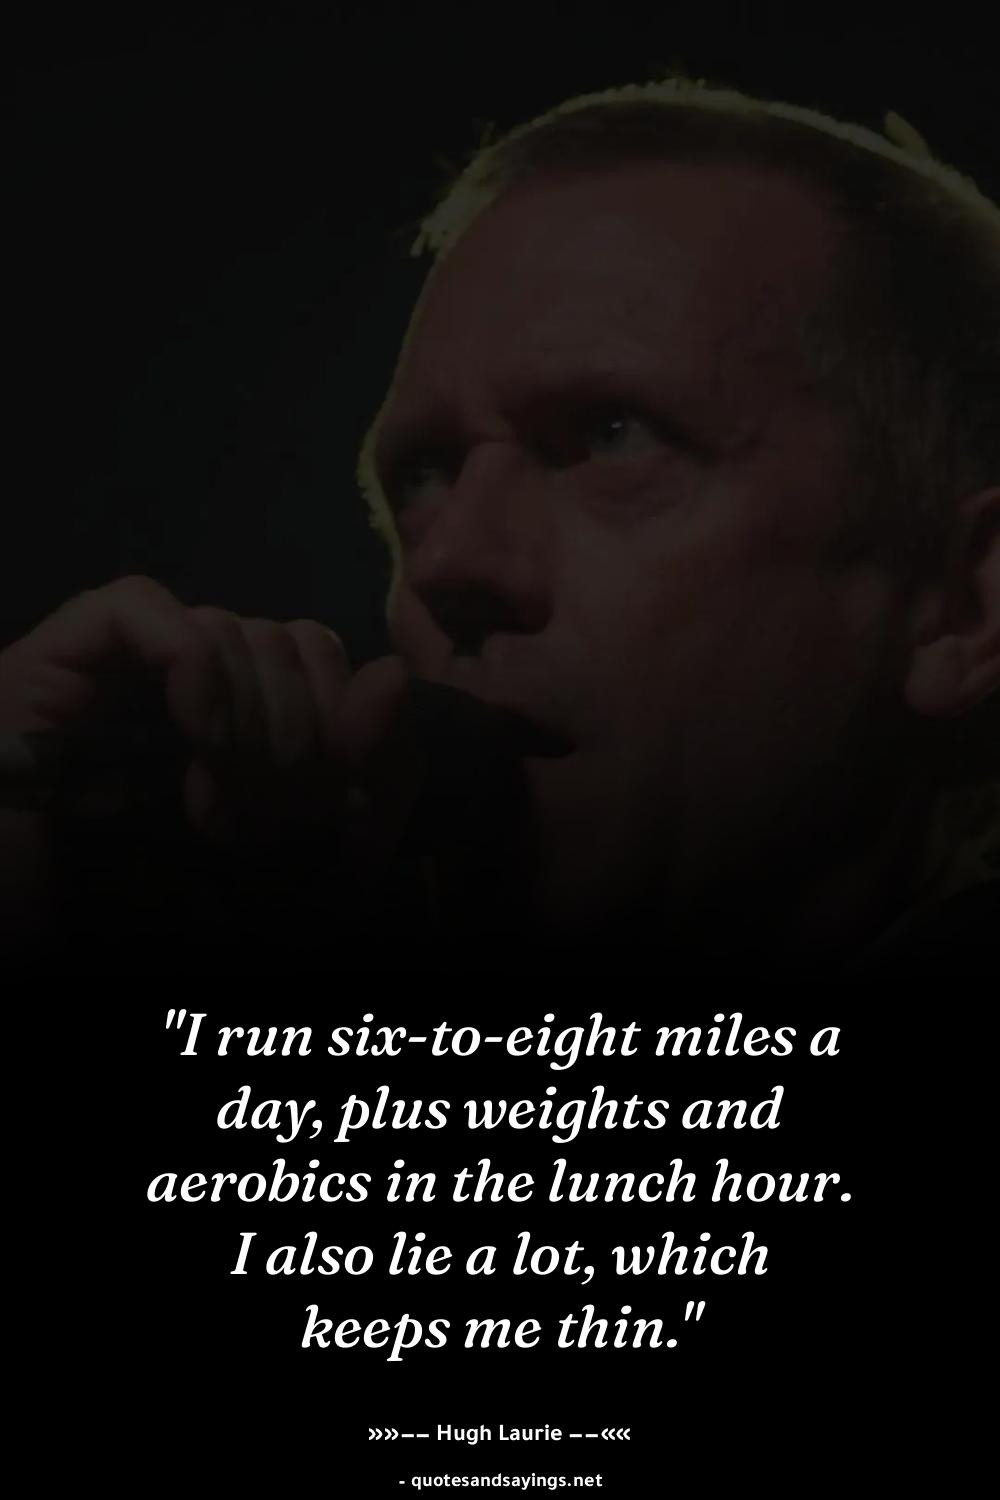 "I run six-to-eight miles a
day, plus weights and
aerobics in the lunch hour.
I also lie a lot, which
keeps me thin."
»»–– Hugh Laurie ––««
- quotesandsayings.net